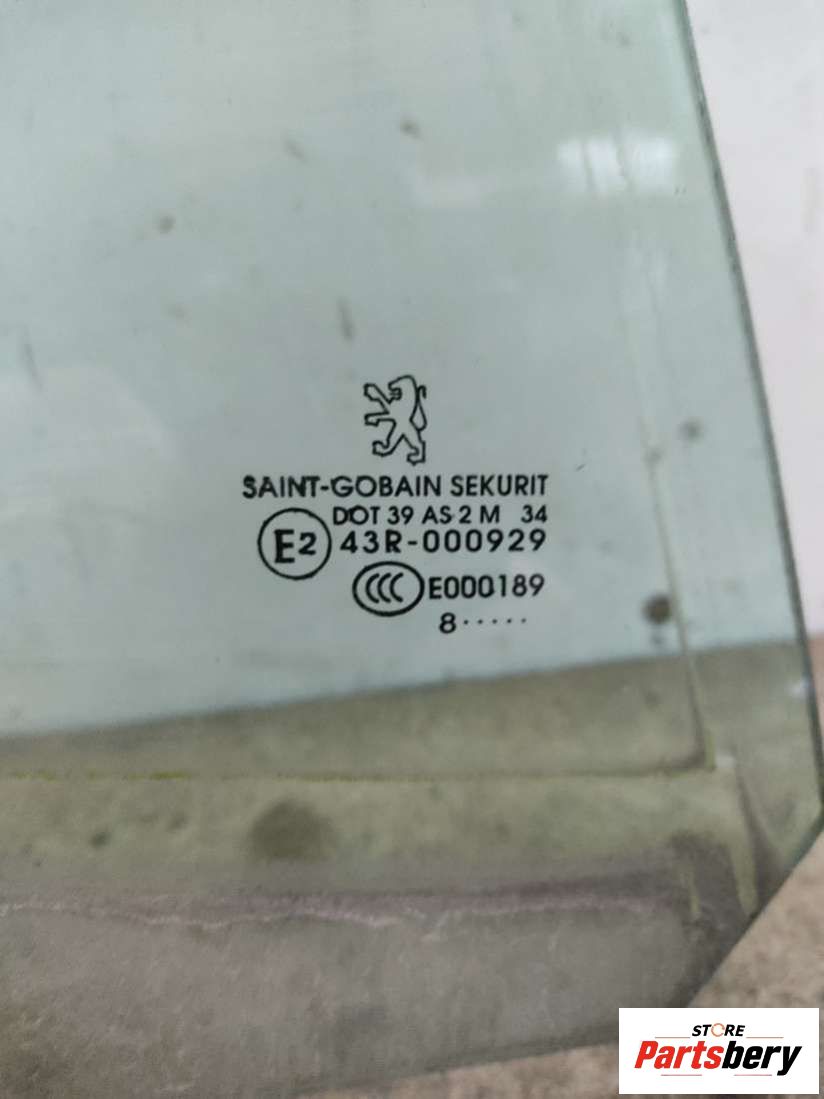 SAINT-GOBAIN SEKURIT
DOT 39 AS 2 M 34
E2 43R-000929
CCC E000189
8·····
STORE
Partsbery